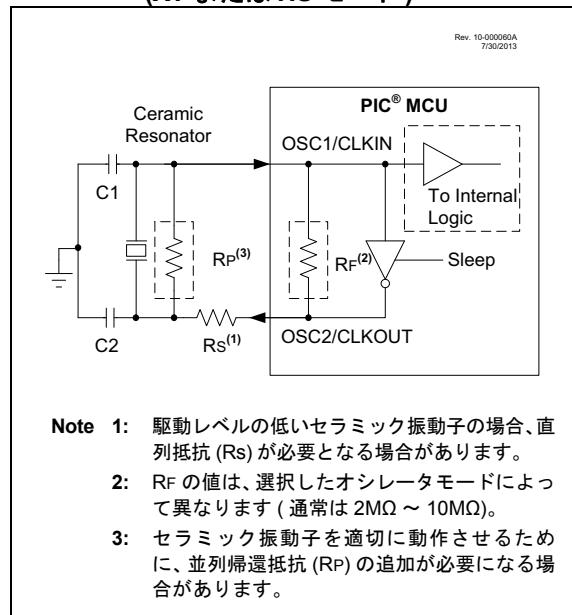 Rev. 10-000060A
7/30/2013
PIC® MCU
Ceramic
Resonator
OSC1/CLKIN
C1
To Internal
Logic
RP(3)
RF(2)
Sleep
C2
RS(1)
OSC2/CLKOUT
Note 1: 駆動レベルの低いセラミック振動子の場合、直
列抵抗 (Rs) が必要となる場合があります。
2: RF の値は、選択したオシレータモードによっ
て異なります ( 通常は 2MΩ ～ 10MΩ)。
3: セラミック振動子を適切に動作させるため
に、並列帰還抵抗 (RP) の追加が必要になる場
合があります。